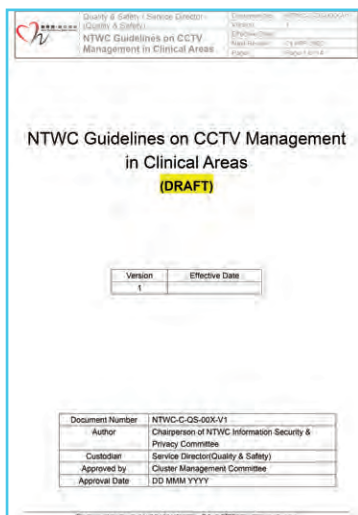 Quality & Safety / Service Director
(Quality & Safety)
NTWC Guidelines on CCTV
Management in Clinical Areas
Version 1
NTWC Guidelines on CCTV Management
in Clinical Areas
(DRAFT)
Version Effective Date
1
Document Number NTWC-C-QS-00X-V1
Author Chairperson of NTWC Information Security &
Privacy Committee
Custodian Service Director(Quality & Safety)
Approved by Cluster Management Committee
Approval Date DD MMM YYYY